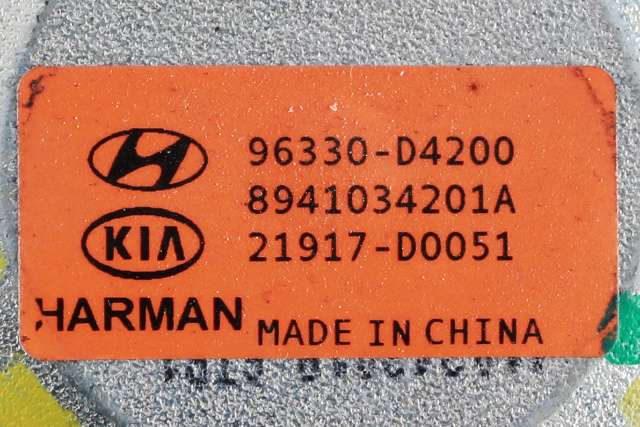 96330-D4200
8941034201A
KIA
21917-D0051
HARMAN
MADE IN CHINA